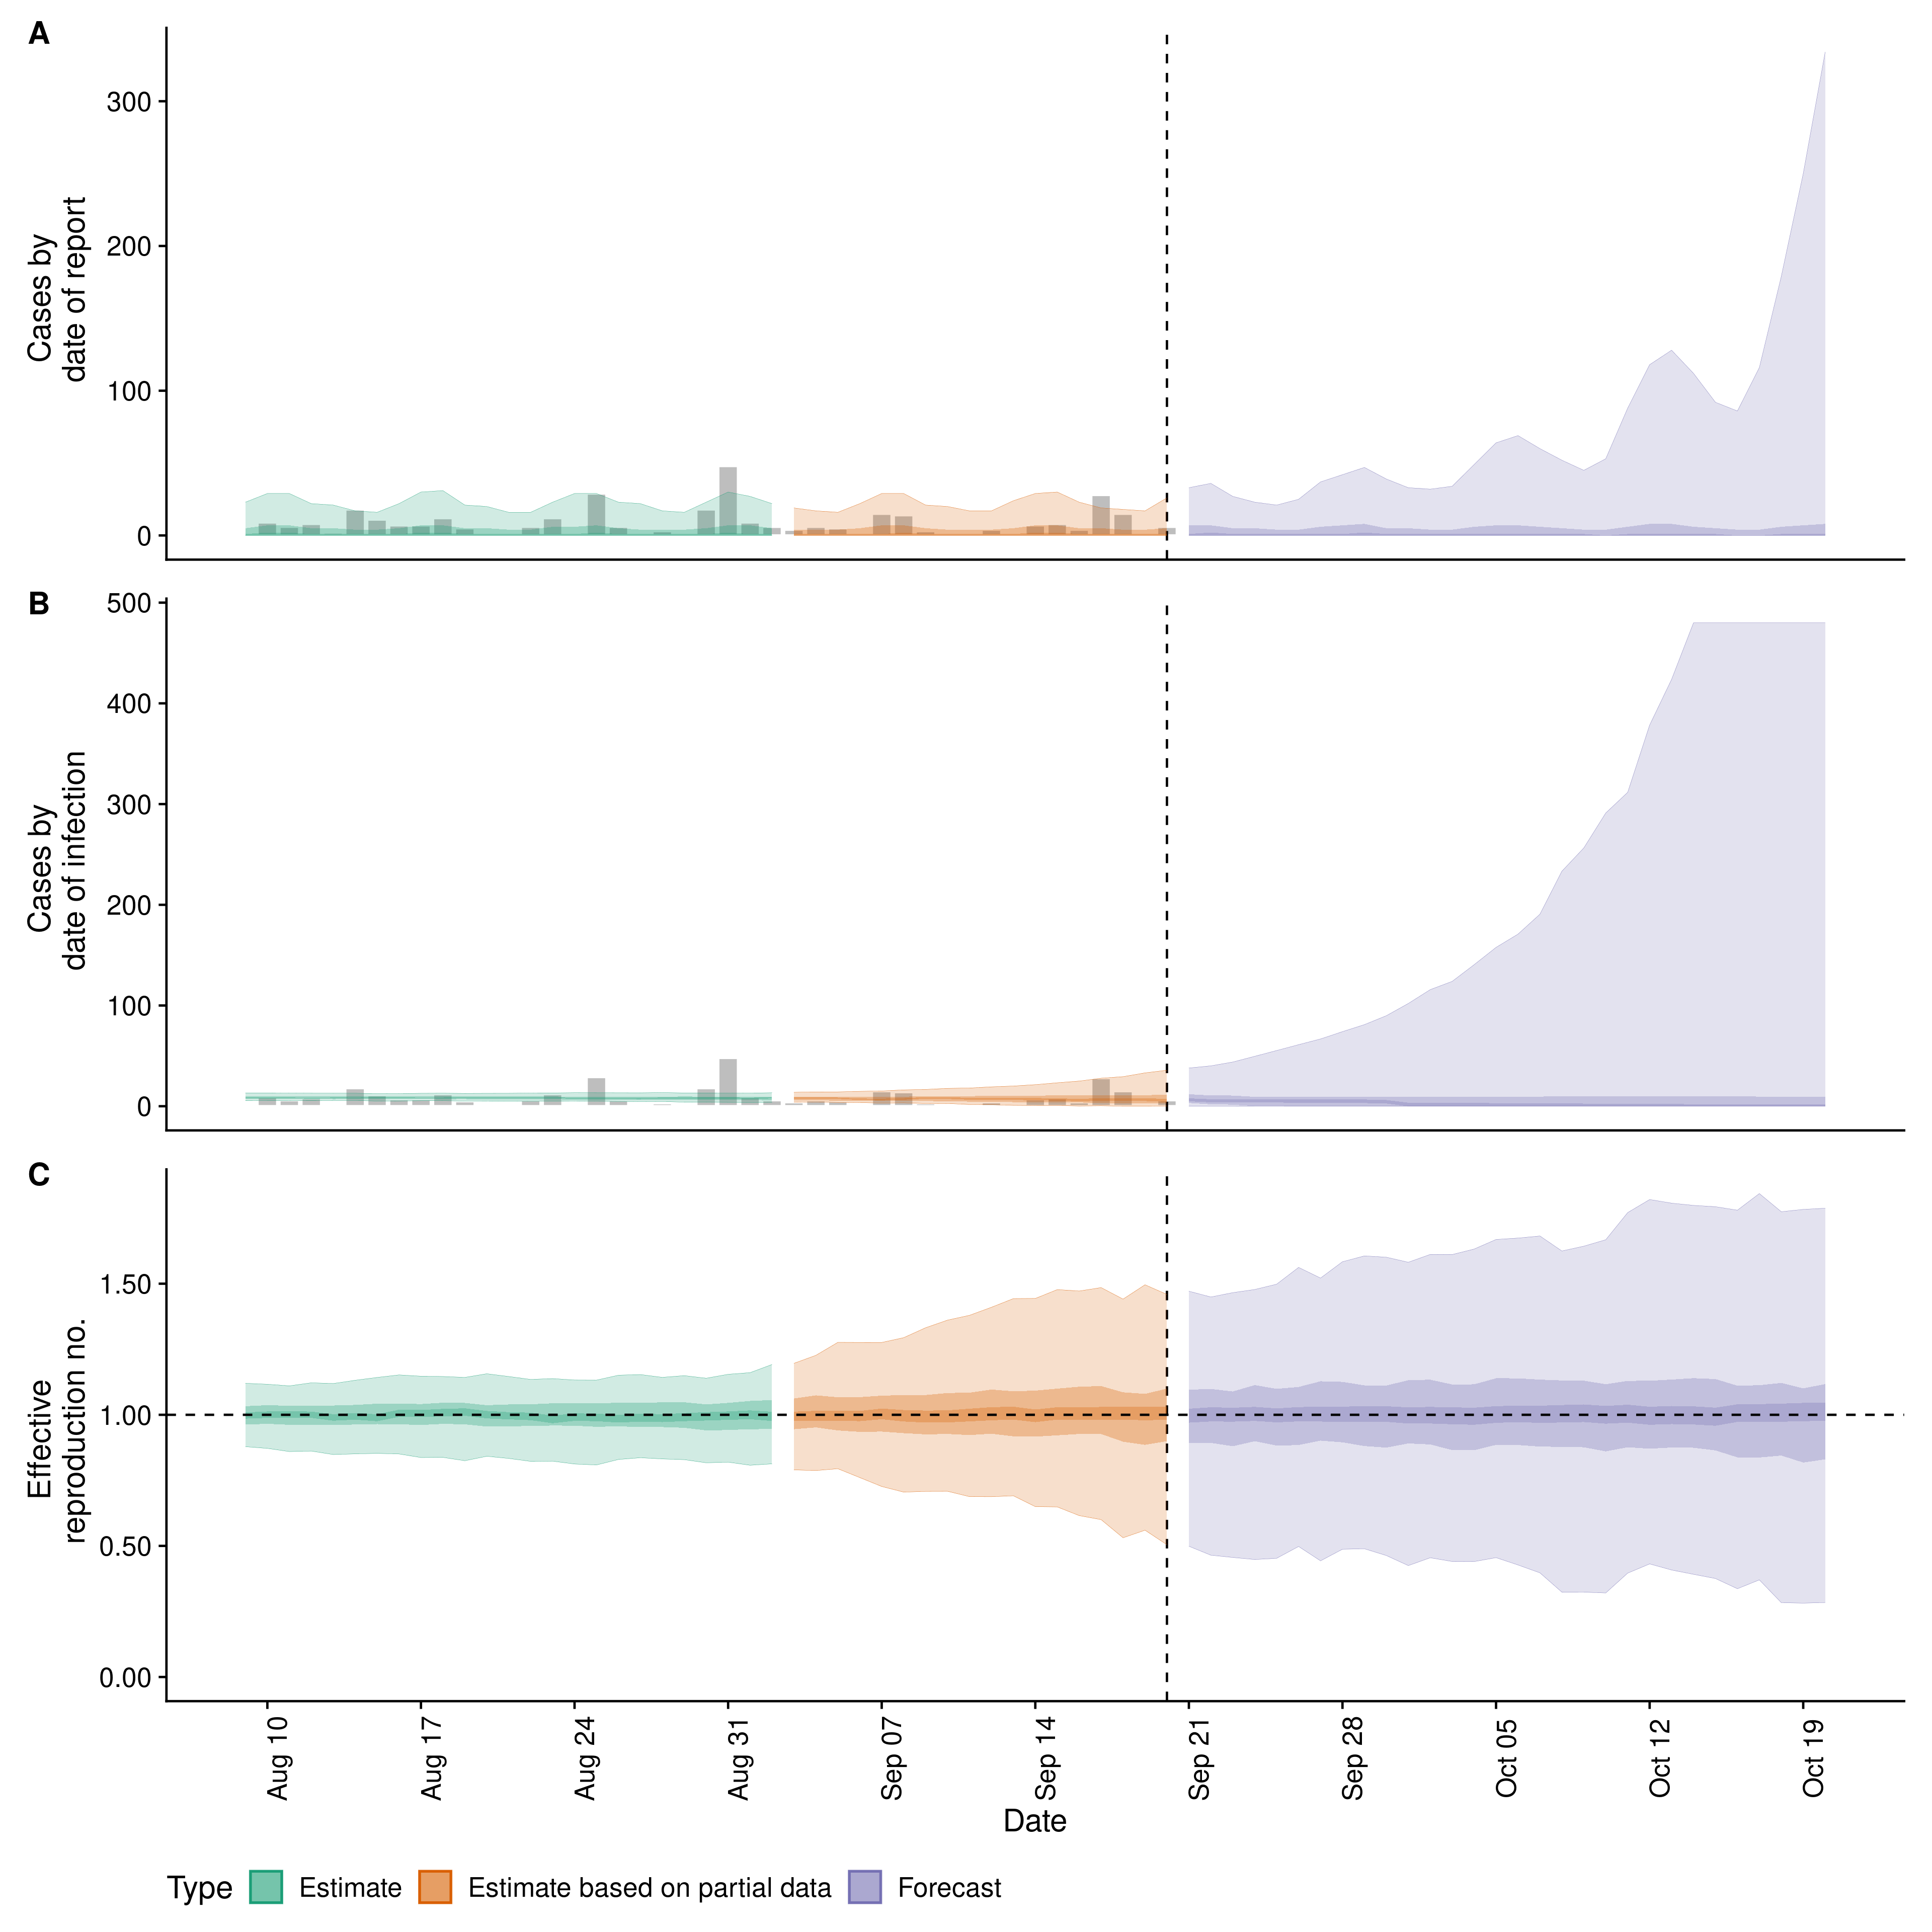 A
Cases by
date of report
300
200
100
0
B
Cases by
date of infection
500
400
300
200
100
0
C
Effective
reproduction no.
1.50
1.00
0.50
0.00
Aug 10
Aug 17
Aug 24
Aug 31
Sep 07
Sep 14
Sep 21
Sep 28
Oct 05
Oct 12
Oct 19
Date
Type Estimate Estimate based on partial data Forecast